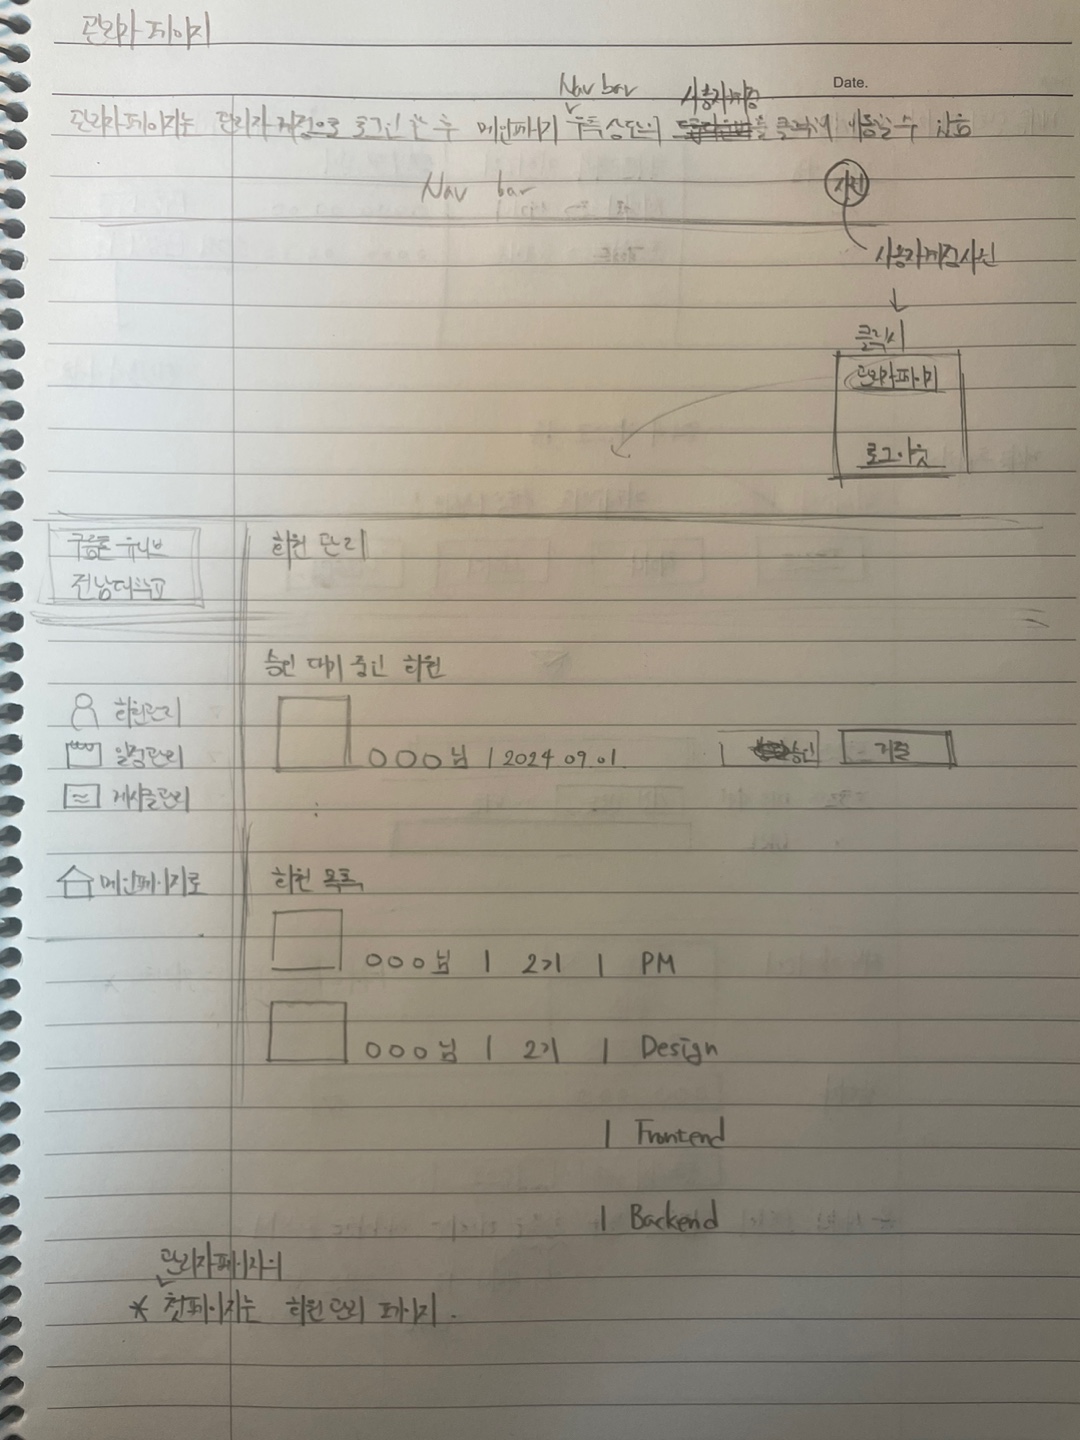 관리자 페이지
Date.
Nav bar 사용자계정
관리자페이지는 관리자 계정으로 로그인 한 후 메인페이지 우측 상단의 를 클릭해 이동할 수 있음
Nav bar
사진
사용자계정사진
클릭시
관리자페이지
로그아웃
구름톤 유니브 회원 관리
전남대학교
승인 대기 중인 회원
회원관리
일정관리 ○○○님 | 2024 09.01. 승인 거절
게시글관리
메인페이지로 회원 목록
○○○님 | 2기 | PM
○○○님 | 2기 | Design
| Frontend
| Backend
관리자페이지의
* 첫페이지는 회원관리 페이지.